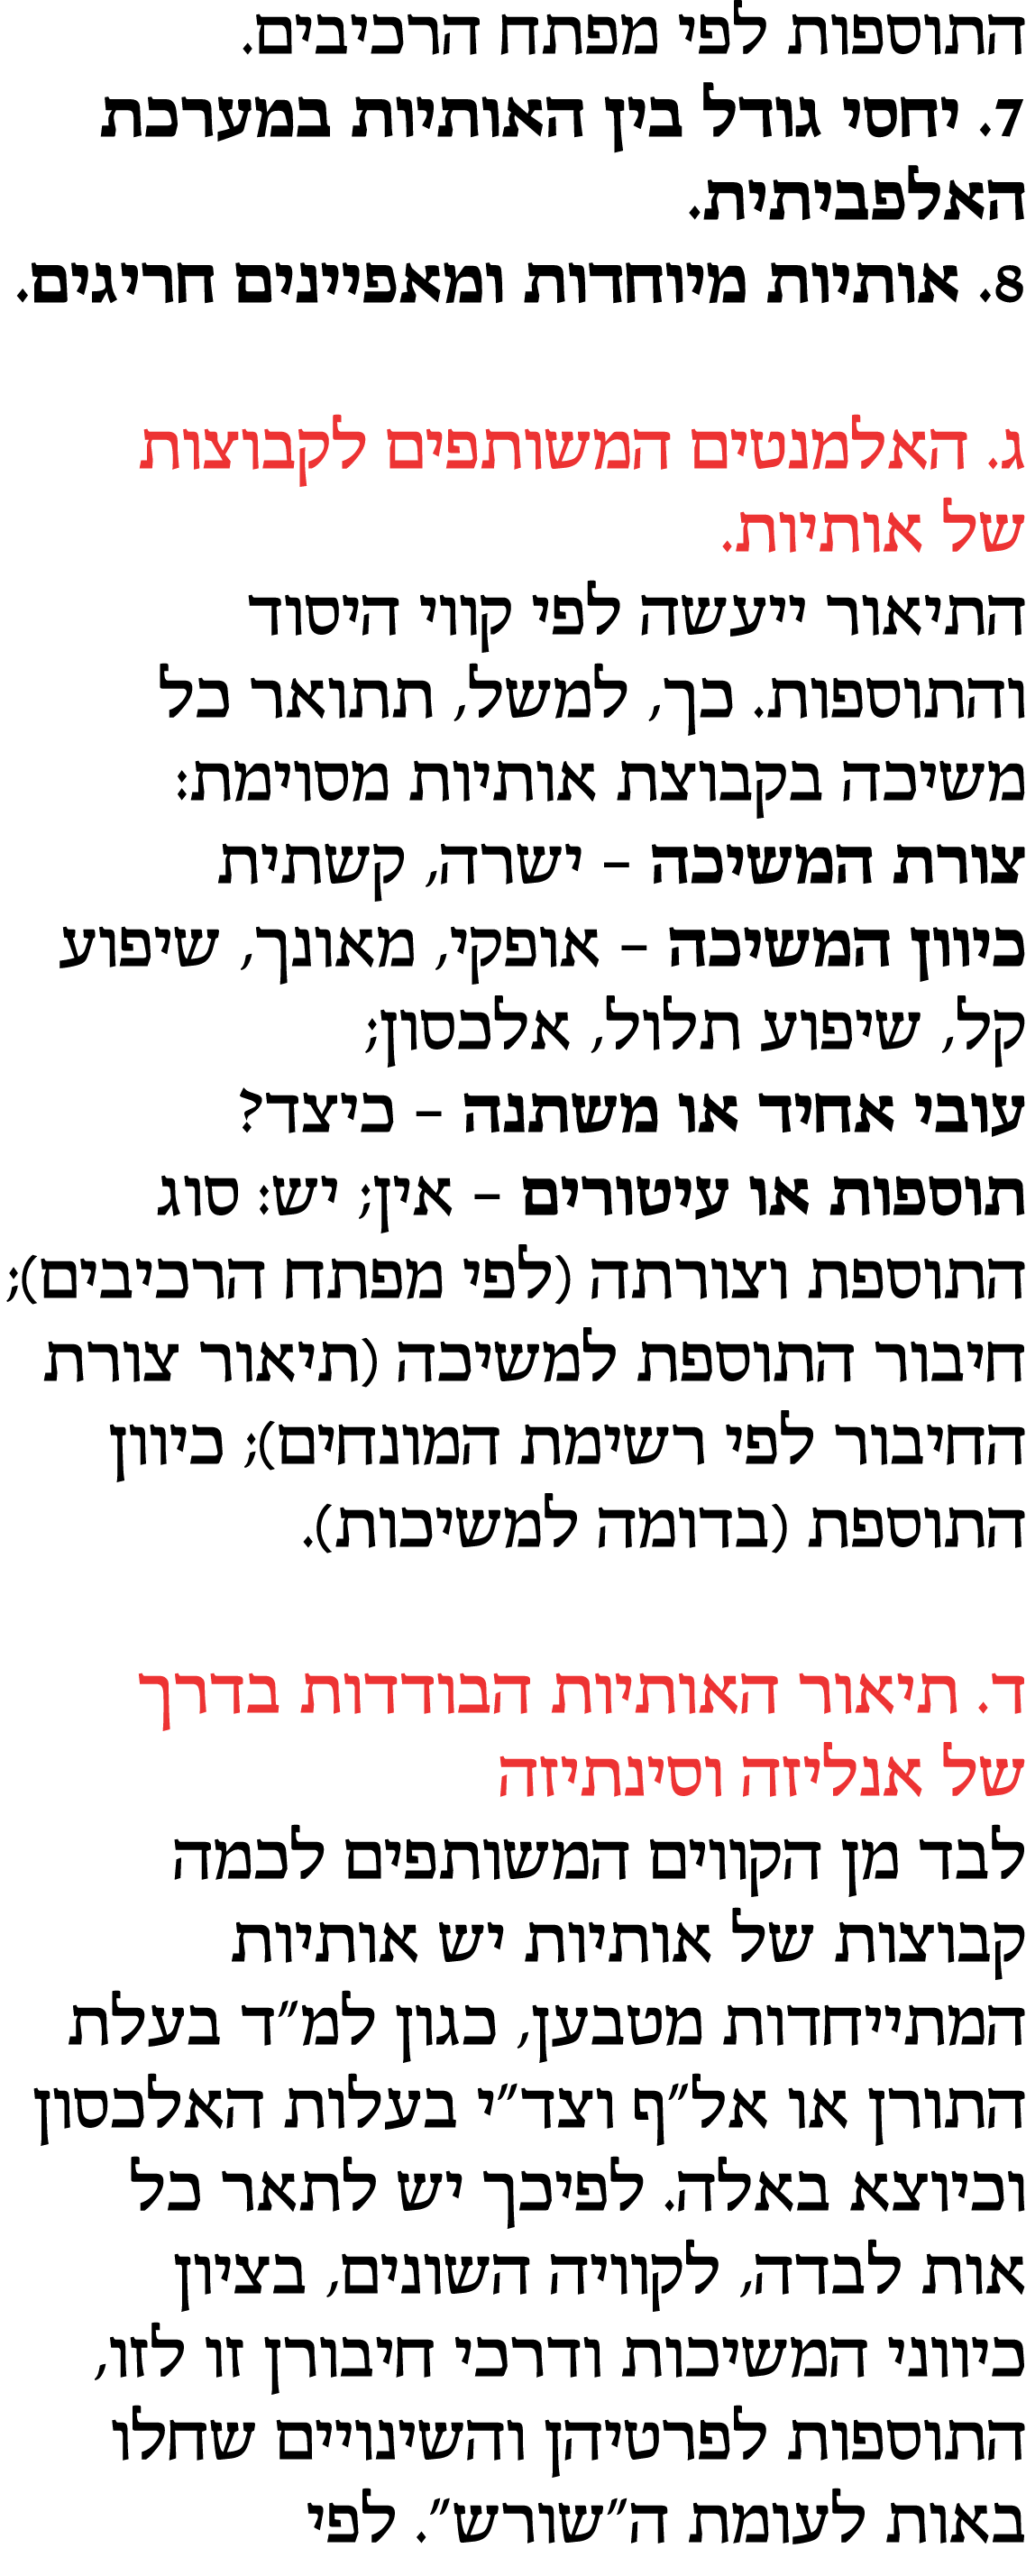 התוספות לפי מפתח הרכיבים.
7. יחסי גודל בין האותיות במערכת
האלפביתית.
8. אותיות מיוחדות ומאפיינים חריגים.
ג. האלמנטים המשותפים לקבוצות
של אותיות.
התיאור ייעשה לפי קווי היסוד
והתוספות. כך, למשל, תתואר כל
משיכה בקבוצת אותיות מסוימת:
צורת המשיכה – ישרה, קשתית
כיוון המשיכה – אופקי, מאונך, שיפוע
קל, שיפוע תלול, אלכסון;
עובי אחיד או משתנה – כיצד?
תוספות או עיטורים – אין; יש: סוג
התוספת וצורתה (לפי מפתח הרכיבים);
חיבור התוספת למשיכה (תיאור צורת
החיבור לפי רשימת המונחים); כיוון
התוספת (בדומה למשיכות).
ד. תיאור האותיות הבודדות בדרך
של אנליזה וסינתיזה
לבד מן הקווים המשותפים לכמה
קבוצות של אותיות יש אותיות
המתייחדות מטבען, כגון למ"ד בעלת
התורן או אל"ף וצד"י בעלות האלכסון
וכיוצא באלה. לפיכך יש לתאר כל
אות לבדה, לקוויה השונים, בציון
כיווני המשיכות ודרכי חיבורן זו לזו,
התוספות לפרטיהן והשינויים שחלו
באות לעומת ה"שורש". לפי